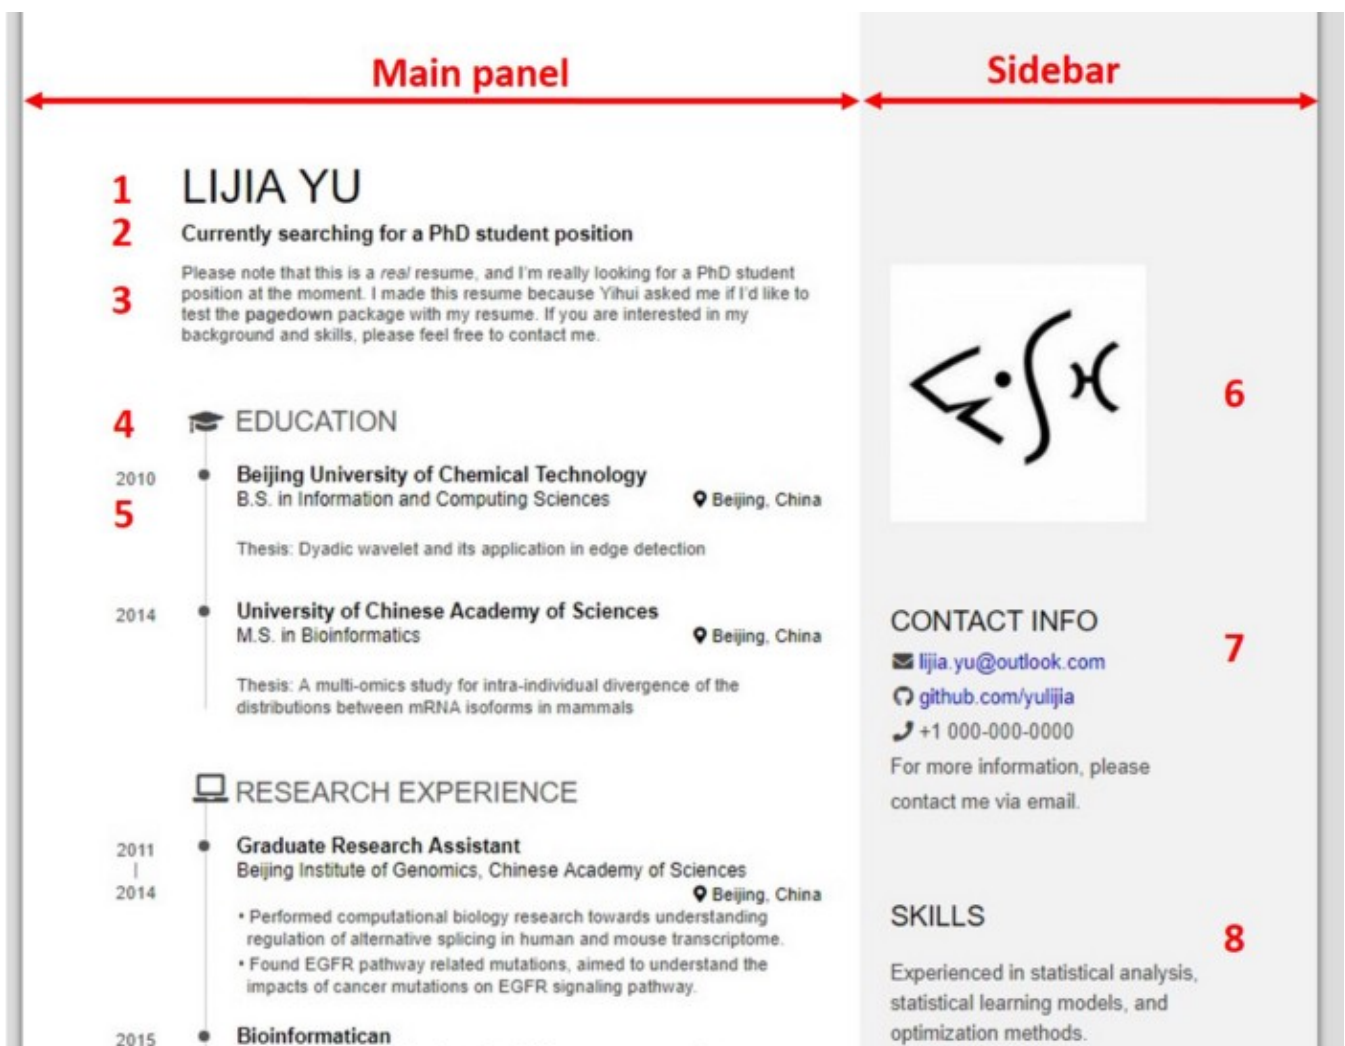 Main panel
Sidebar
1
LIJIA YU
2
Currently searching for a PhD student position
3
Please note that this is a real resume, and I'm really looking for a PhD student
position at the moment. I made this resume because Yihui asked me if I'd like to
test the pagedown package with my resume. If you are interested in my
background and skills, please feel free to contact me.
4
EDUCATION
2010
Beijing University of Chemical Technology
B.S. in Information and Computing Sciences
Beijing, China
5
Thesis: Dyadic wavelet and its application in edge detection
2014
University of Chinese Academy of Sciences
M.S. in Bioinformatics
Beijing, China
Thesis: A multi-omics study for intra-individual divergence of the
distributions between mRNA isoforms in mammals
RESEARCH EXPERIENCE
2011
|
2014
Graduate Research Assistant
Beijing Institute of Genomics, Chinese Academy of Sciences
Beijing, China
• Performed computational biology research towards understanding
regulation of alternative splicing in human and mouse transcriptome.
• Found EGFR pathway related mutations, aimed to understand the
impacts of cancer mutations on EGFR signaling pathway.
2015
Bioinformatican
6
CONTACT INFO
7
lijia.yu@outlook.com
github.com/yulijia
+1 000-000-0000
For more information, please
contact me via email.
SKILLS
8
Experienced in statistical analysis,
statistical learning models, and
optimization methods.